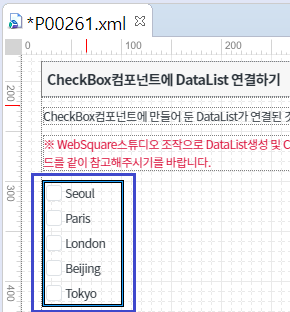 *P00261.xml
0 100 200
200
300
400
CheckBox컴포넌트에 DataList 연결하기
CheckBox컴포넌트에 만들어 둔 DataList가 연결된
※ WebSquare스튜디오 조작으로 DataList생성 및
드를 같이 참고해주시기를 바랍니다.
Seoul
Paris
London
Beijing
Tokyo